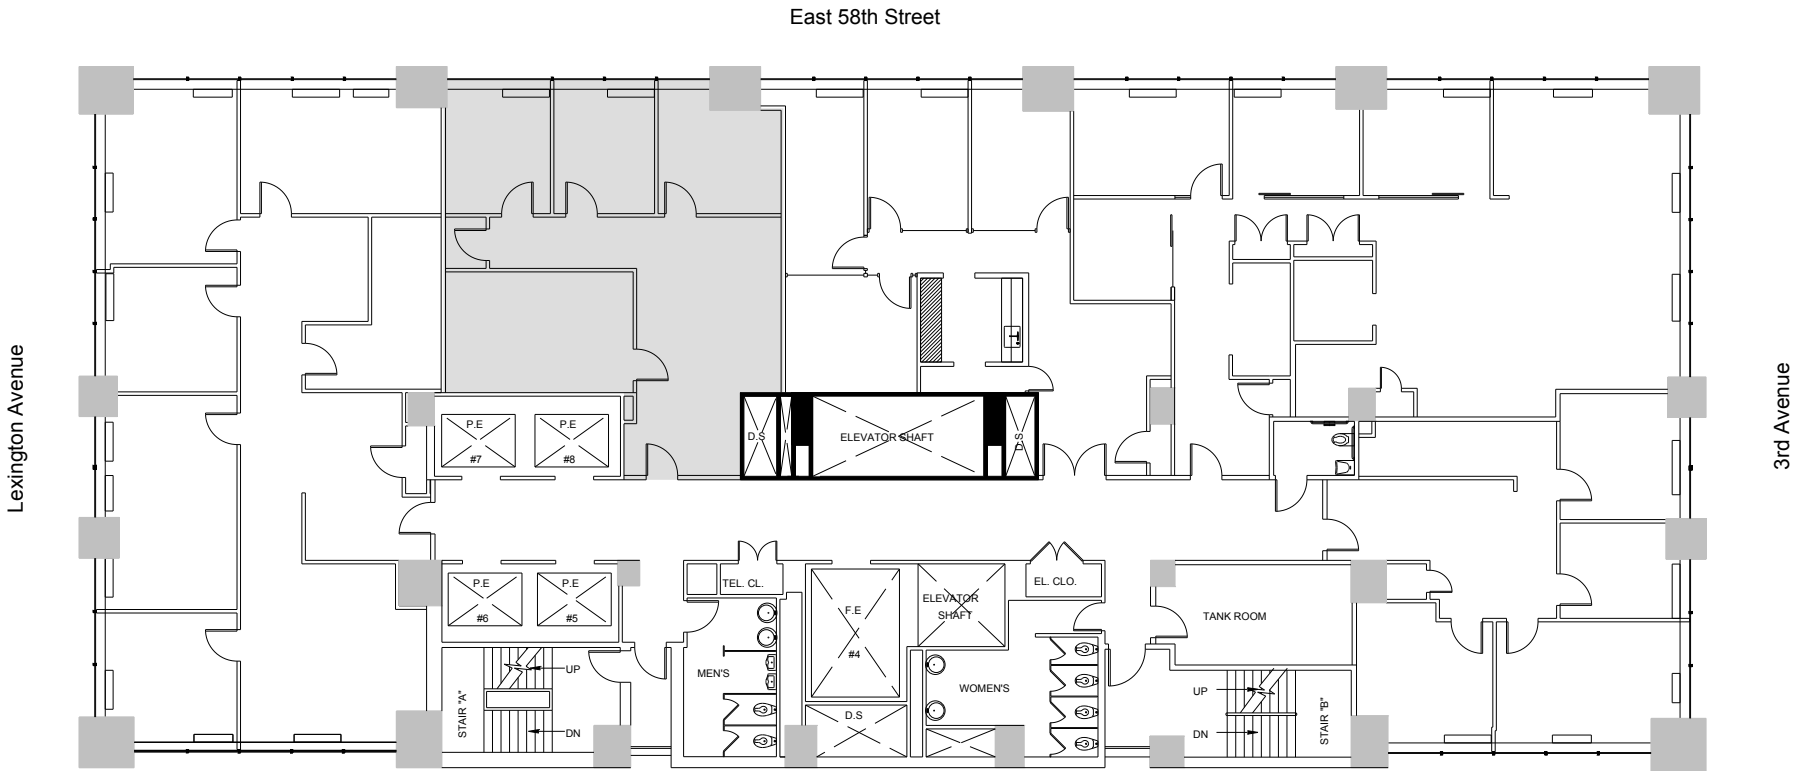 East 58th Street
Lexington Avenue
3rd Avenue
P.E
#7
P.E
#8
D.S
ELEVATOR SHAFT
D.S
P.E
#6
P.E
#5
TEL. CL.
F.E
#4
ELEVATOR
SHAFT
EL. CLO.
TANK ROOM
MEN'S
WOMEN'S
STAIR "A"
UP
DN
D.S
UP
DN
STAIR "B"